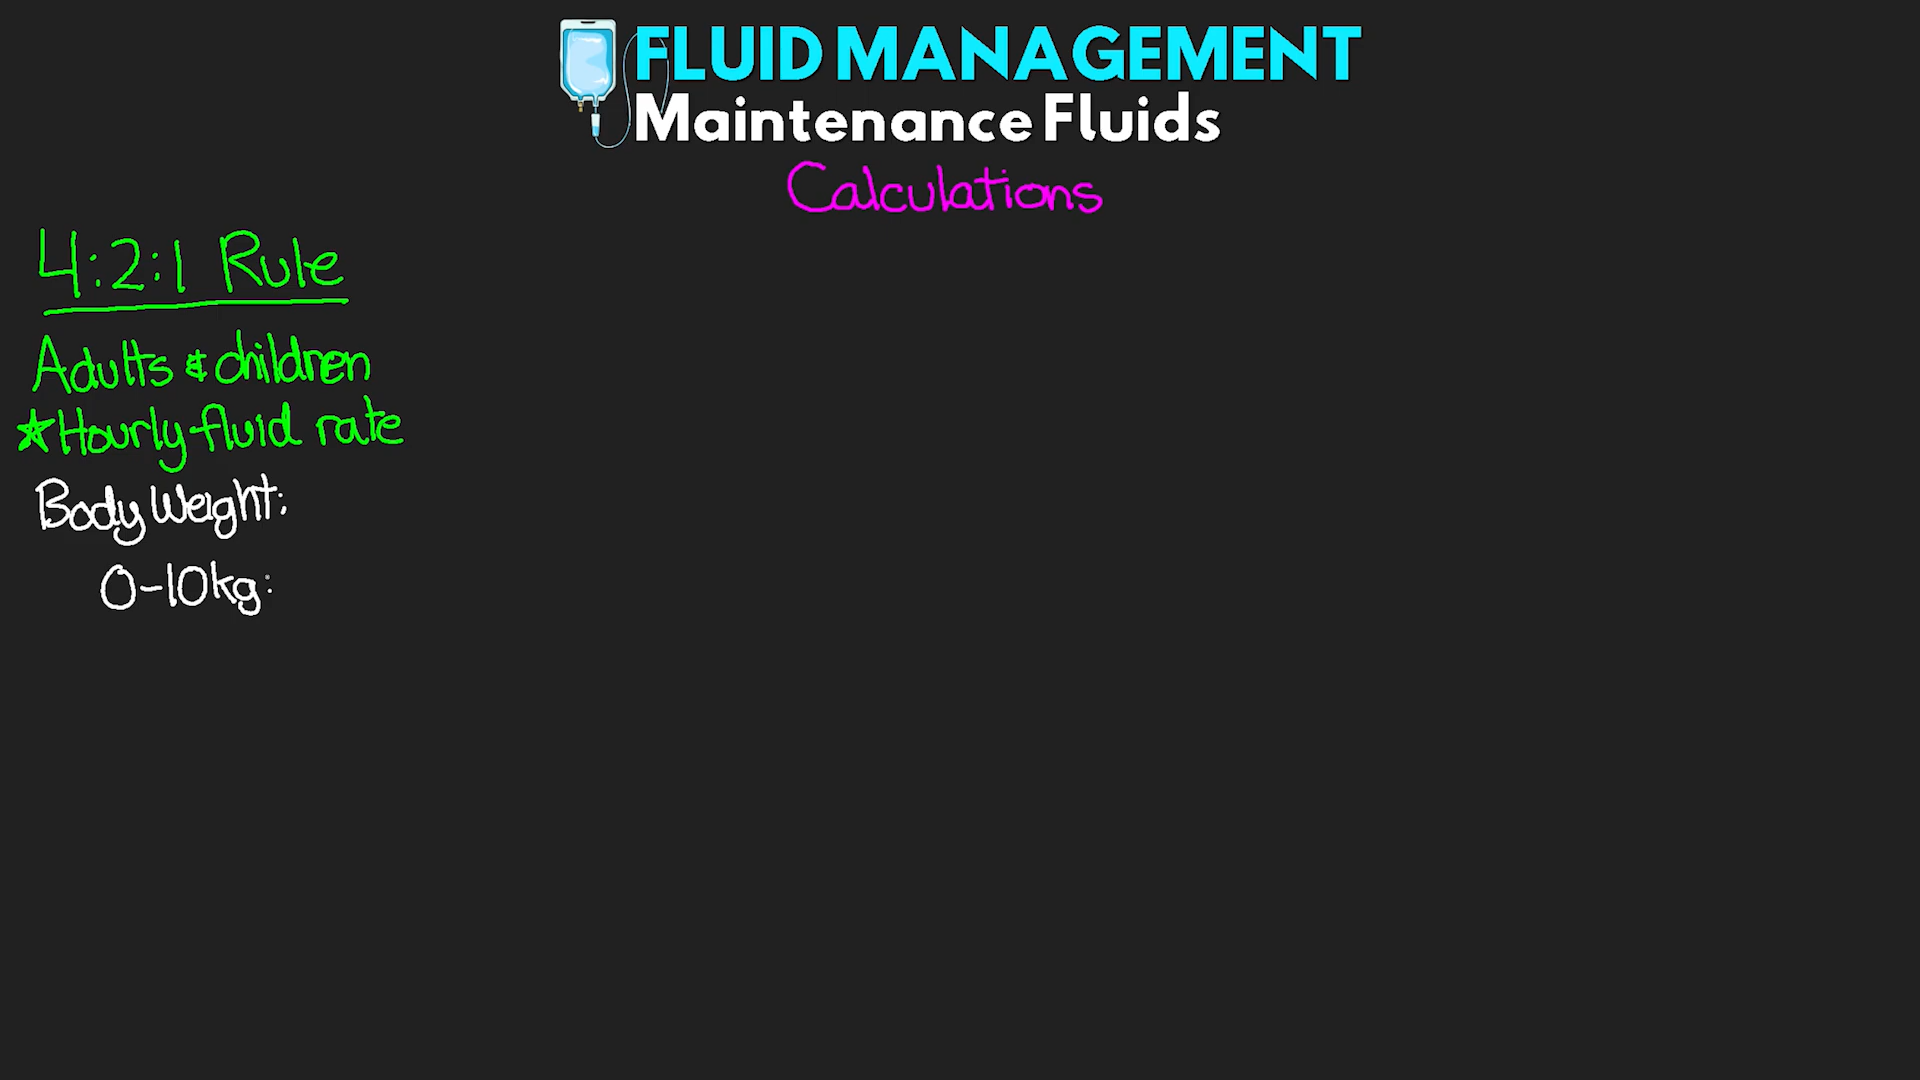 FLUID MANAGEMENT
Maintenance Fluids
Calculations
4:2:1 Rule
Adults & children
★Hourly fluid rate
Body Weight:
0-10kg: